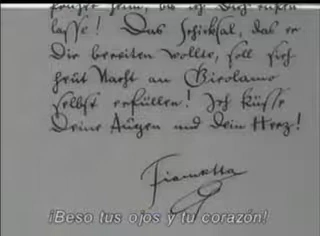 lasse! Das Schicksal, das er
Dir bereiten wollte, soll sich
heut Nacht an Girolamo
selbst erfüllen! Ich küsse
Deine Augen und Dein Herz!
Fiametta
¡Beso tus ojos y tu corazón!